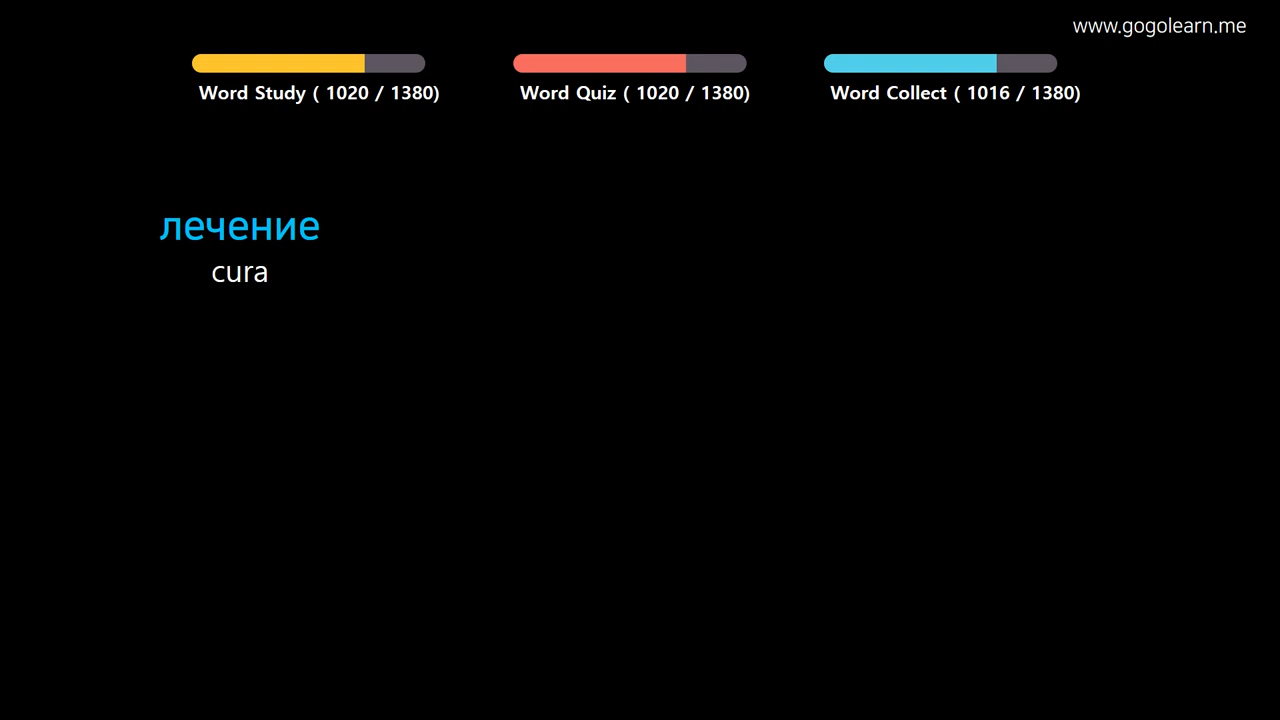 www.gogolearn.me
Word Study ( 1020 / 1380)
Word Quiz ( 1020 / 1380)
Word Collect ( 1016 / 1380)
лечение
cura